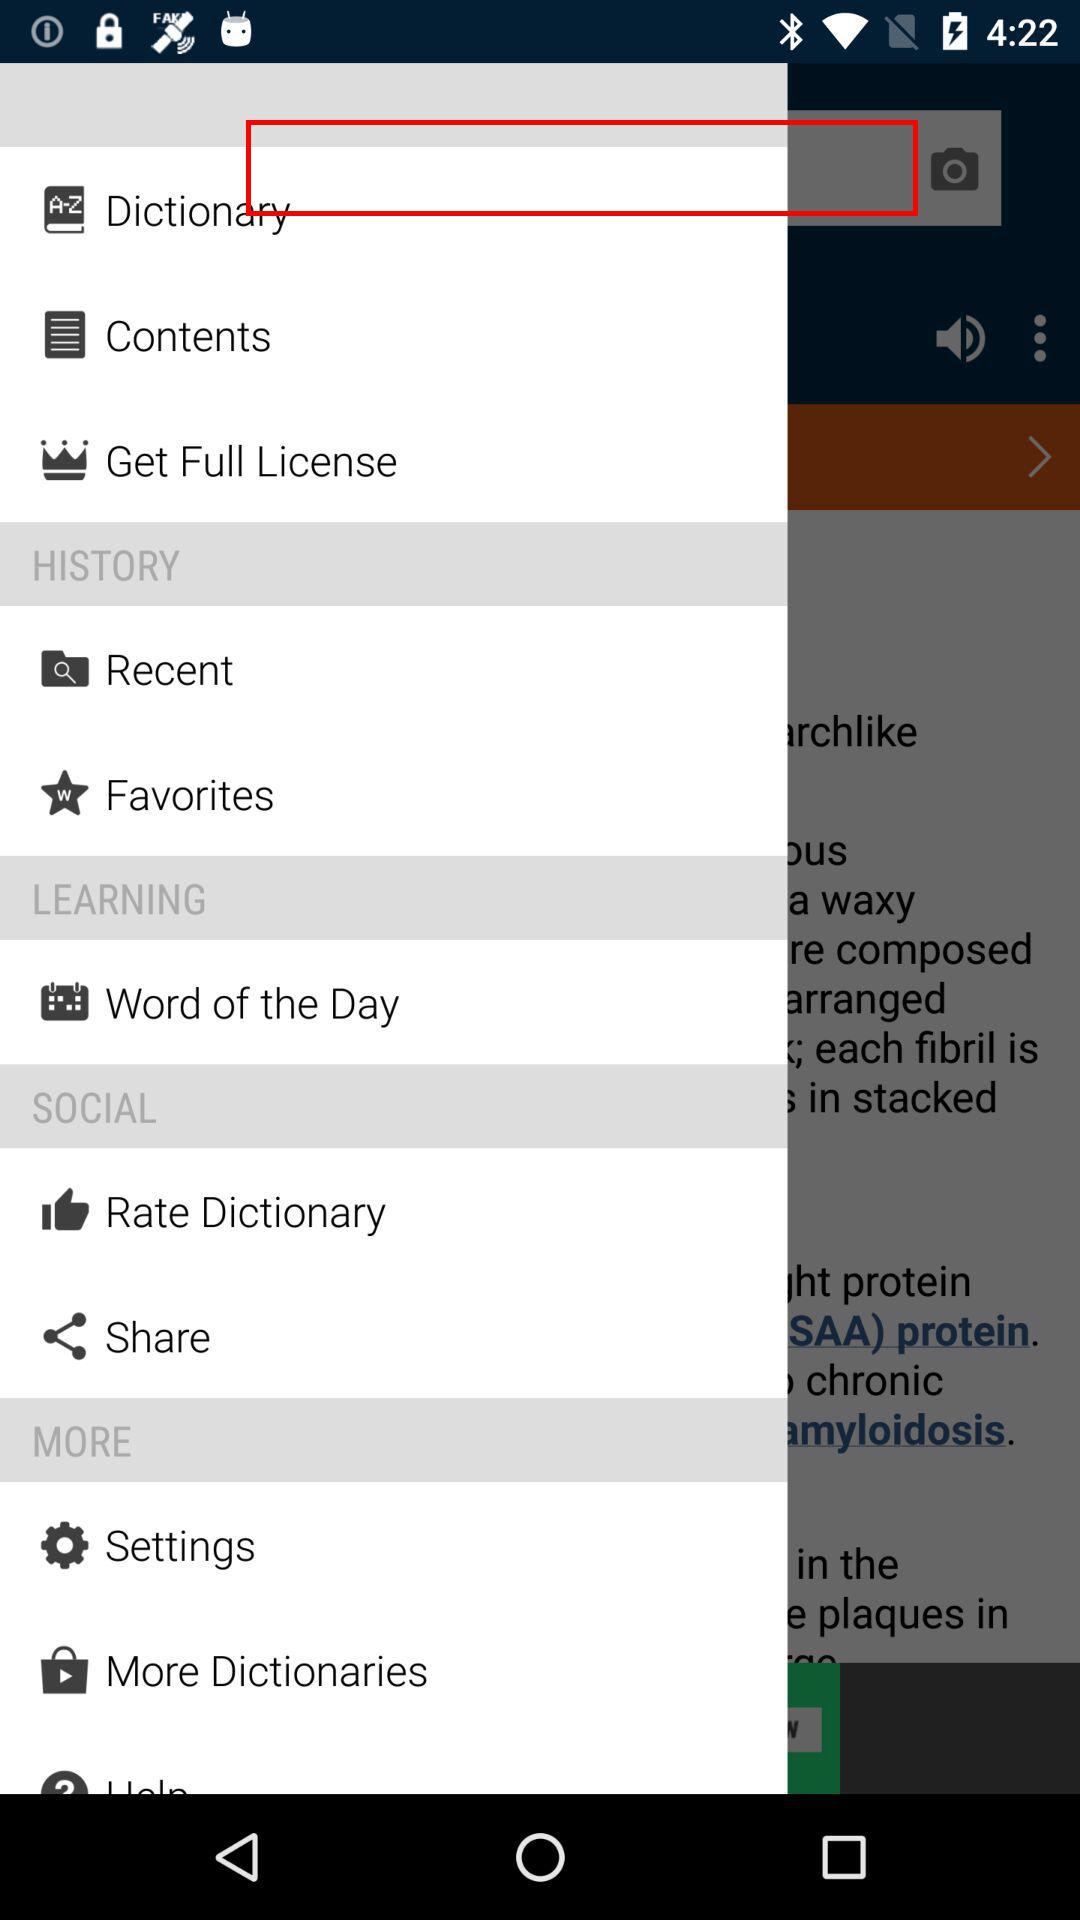 FAKE
4:22
A-Z
Dictionary
Contents
Get Full License
HISTORY
Recent
archlike
W
Favorites
ous
LEARNING
a waxy
re composed
Word of the Day
arranged
; each fibril is
SOCIAL
s in stacked
Rate Dictionary
ght protein
Share
SAA) protein.
chronic
MORE
amyloidosis.
Settings
in the
e plaques in
More Dictionaries
W
Help